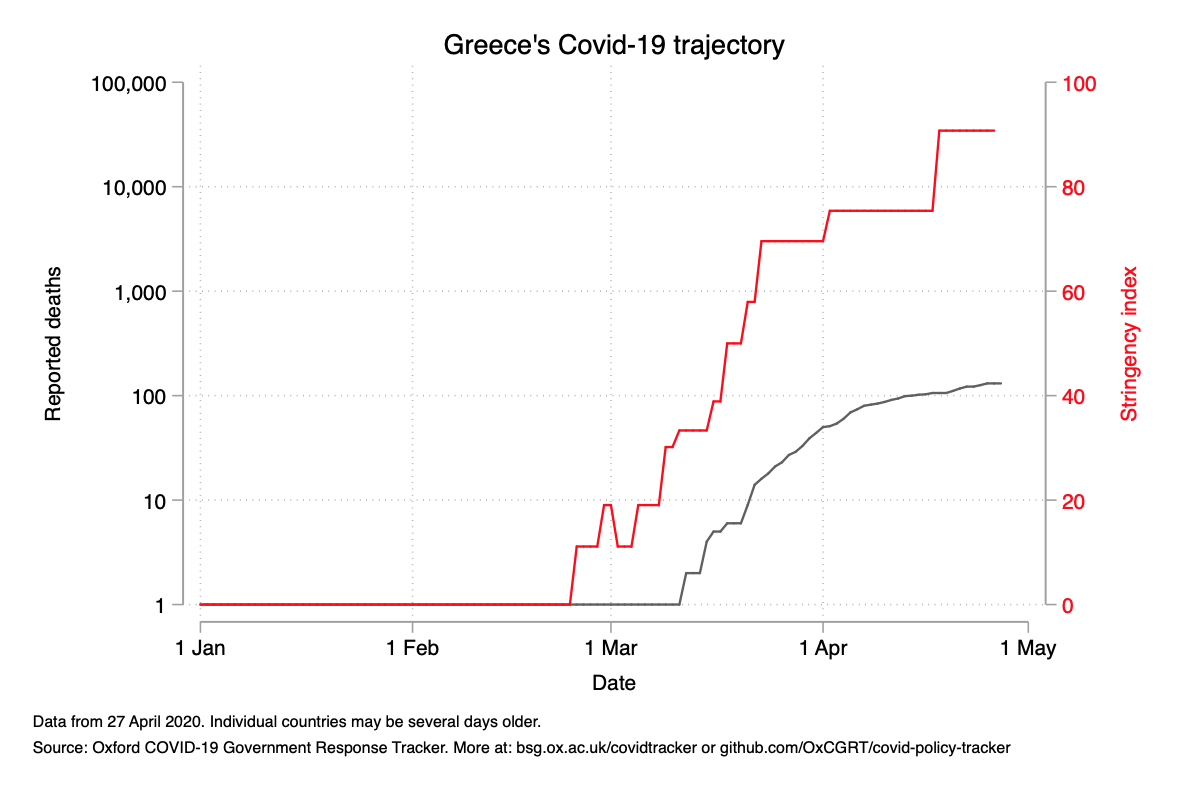 Greece's Covid-19 trajectory
100,000
10,000
1,000
100
10
1
Reported deaths
100
80
60
40
20
0
Stringency index
1 Jan
1 Feb
1 Mar
1 Apr
1 May
Date
Data from 27 April 2020. Individual countries may be several days older.
Source: Oxford COVID-19 Government Response Tracker. More at: bsg.ox.ac.uk/covidtracker or github.com/OxCGRT/covid-policy-tracker